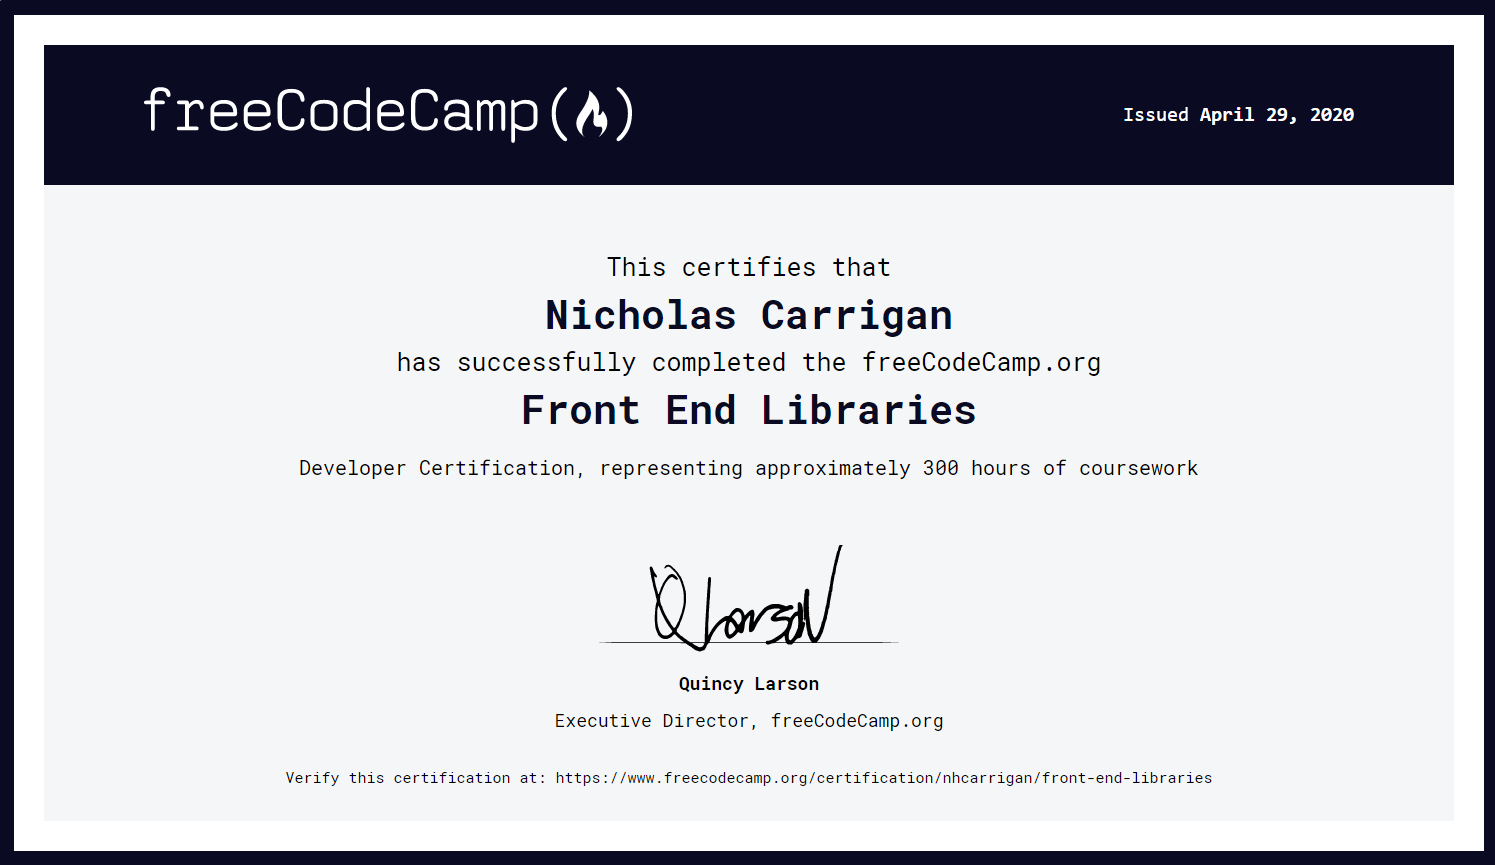 freeCodeCamp(🔥)
Issued April 29, 2020
This certifies that
Nicholas Carrigan
has successfully completed the freeCodeCamp.org
Front End Libraries
Developer Certification, representing approximately 300 hours of coursework
Q Larson
Quincy Larson
Executive Director, freeCodeCamp.org
Verify this certification at: https://www.freecodecamp.org/certification/nhcarrigan/front-end-libraries